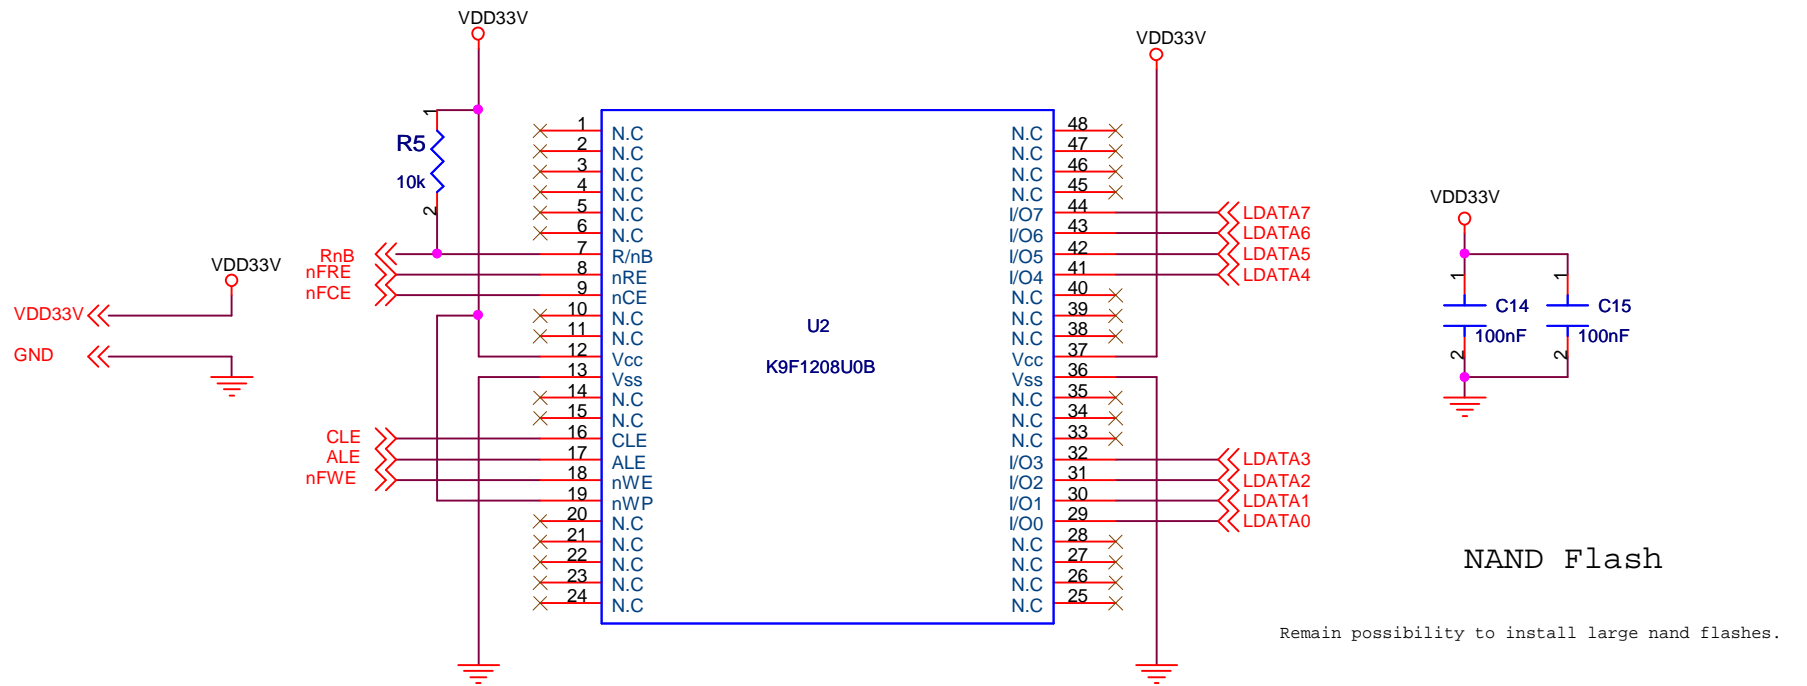 VDD33V
VDD33V
1
R5
10k
2
RnB
nFRE
nFCE
VDD33V
VDD33V
GND
CLE
ALE
nFWE
1 N.C
2 N.C
3 N.C
4 N.C
5 N.C
6 N.C
7 R/nB
8 nRE
9 nCE
10 N.C
11 N.C
12 Vcc
13 Vss
14 N.C
15 N.C
16 CLE
17 ALE
18 nWE
19 nWP
20 N.C
21 N.C
22 N.C
23 N.C
24 N.C
U2
K9F1208U0B
N.C 48
N.C 47
N.C 46
N.C 45
I/O7 44 LDATA7
I/O6 43 LDATA6
I/O5 42 LDATA5
I/O4 41 LDATA4
N.C 40
N.C 39
N.C 38
Vcc 37
Vss 36
N.C 35
N.C 34
N.C 33
I/O3 32 LDATA3
I/O2 31 LDATA2
I/O1 30 LDATA1
I/O0 29 LDATA0
N.C 28
N.C 27
N.C 26
N.C 25
VDD33V
1 1
C14 C15
100nF 100nF
2 2
NAND Flash
Remain possibility to install large nand flashes.